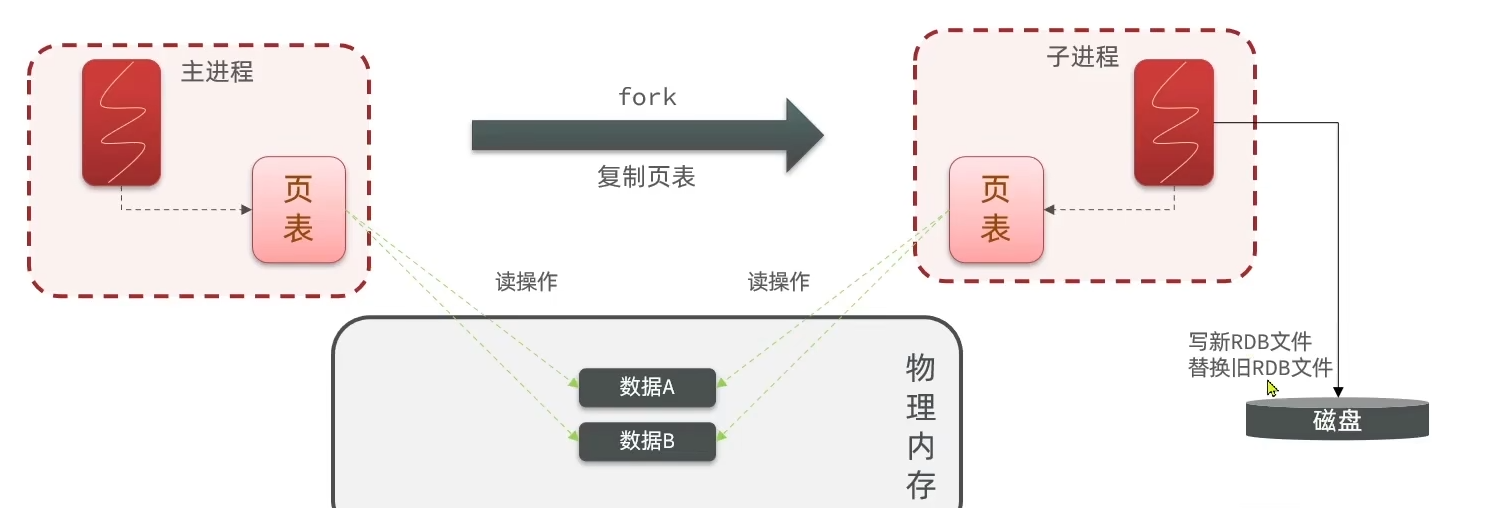 主进程
页
表
fork
复制页表
子进程
页
表
读操作
读操作
数据A
数据B
物
理
内
存
写新RDB文件
替换旧RDB文件
磁盘